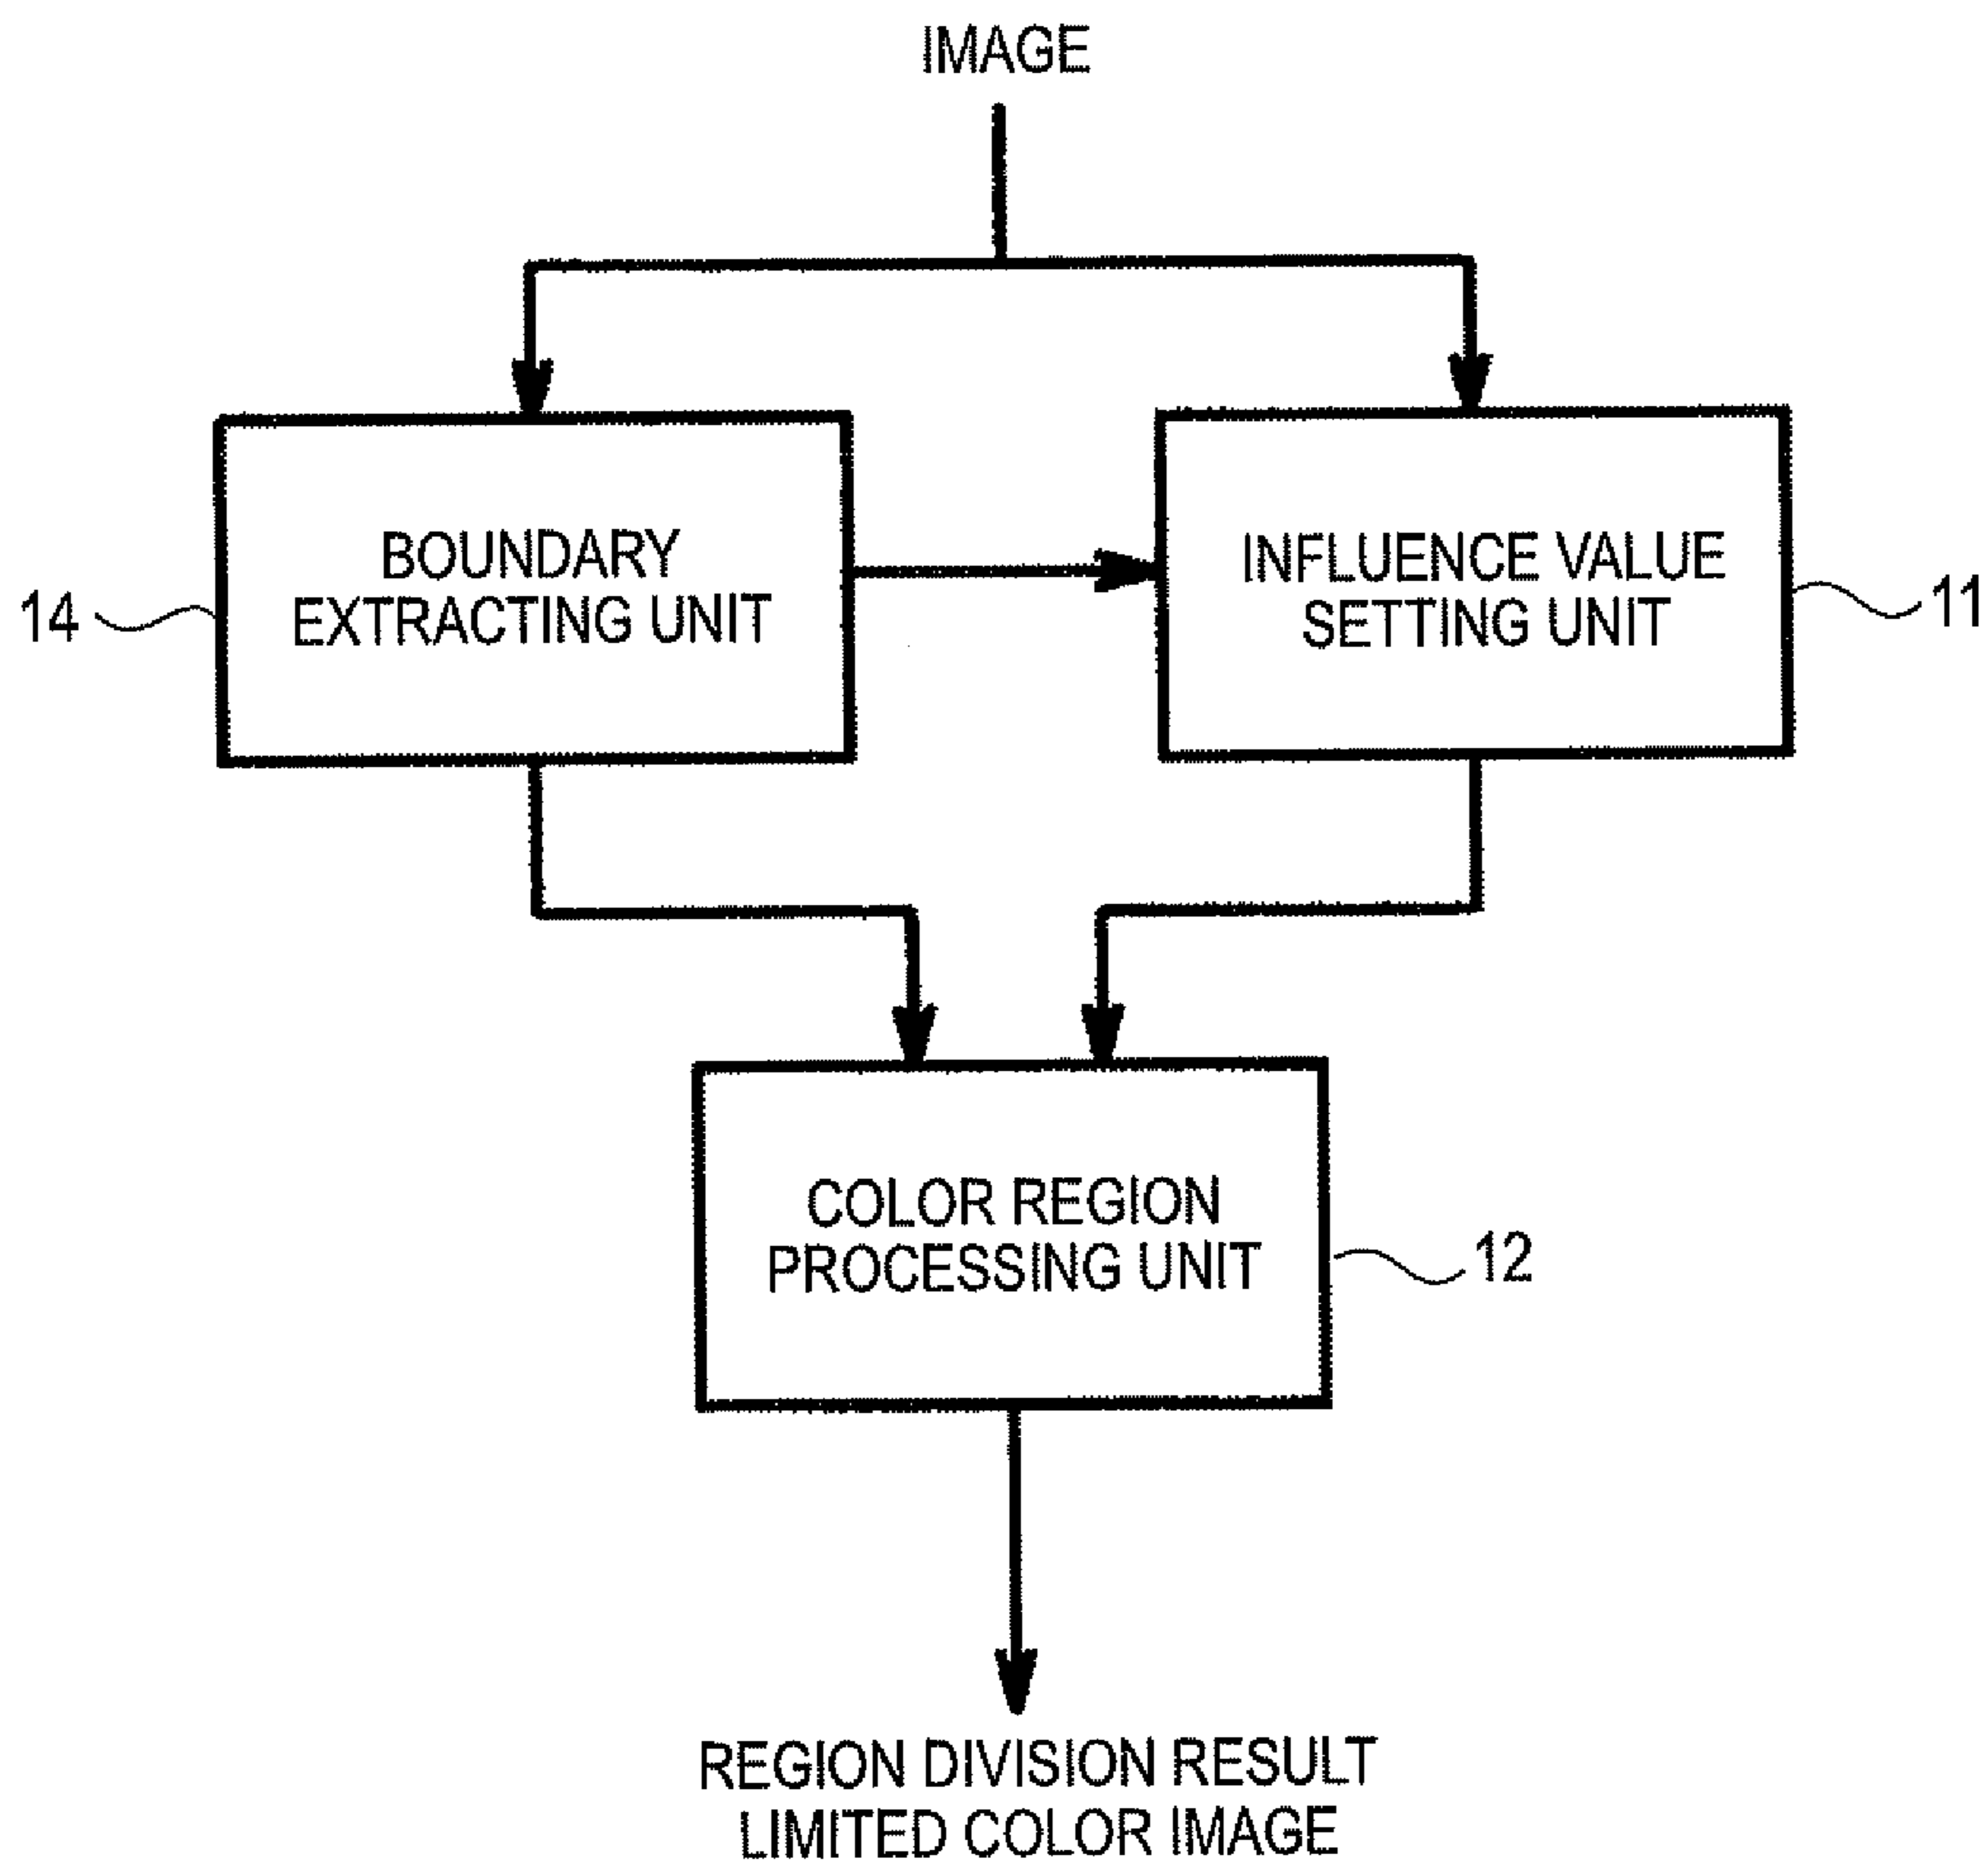 IMAGE
BOUNDARY
EXTRACTING UNIT
14
INFLUENCE VALUE
SETTING UNIT
11
COLOR REGION
PROCESSING UNIT
12
REGION DIVISION RESULT
LIMITED COLOR IMAGE